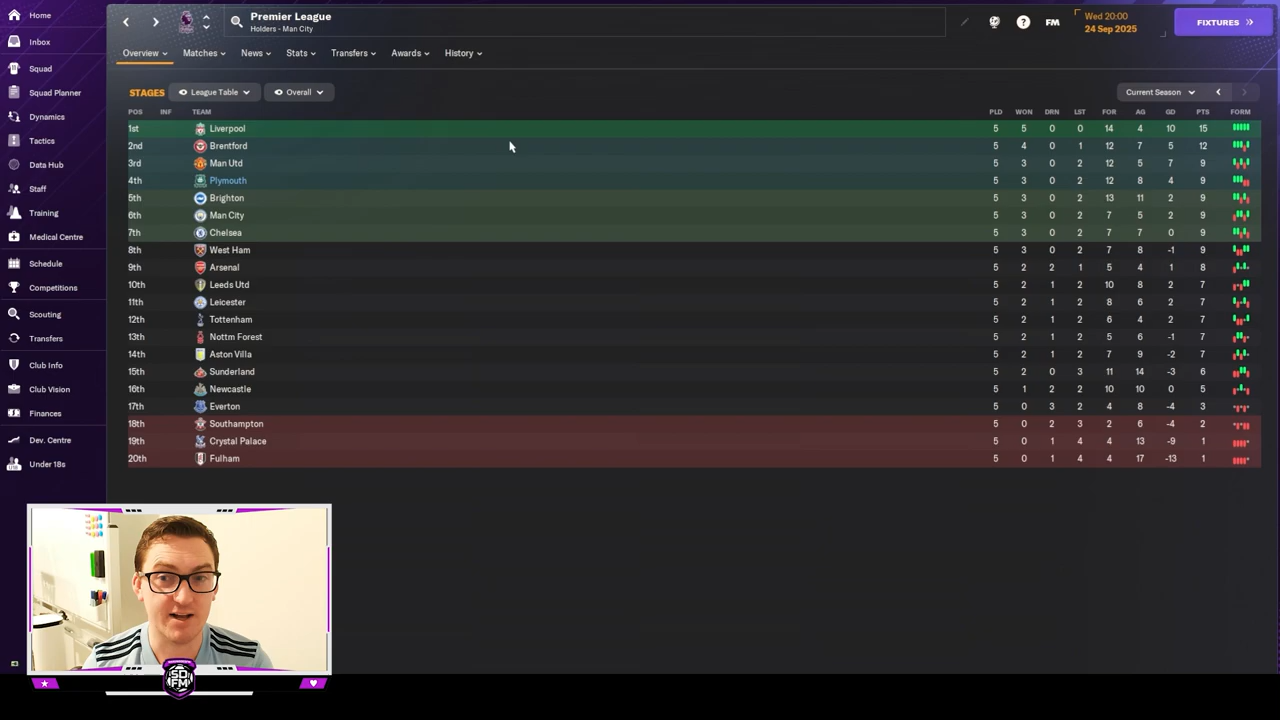 Home
Inbox
Squad
Squad Planner
Dynamics
Tactics
Data Hub
Staff
Training
Medical Centre
Schedule
Competitions
Scouting
Transfers
Club Info
Club Vision
Finances
Dev. Centre
Under 18s
Premier League
Holders - Man City
FM
Wed 20:00
24 Sep 2025
FIXTURES
Overview Matches News Stats Transfers Awards History
STAGES League Table Overall Current Season
POS INF TEAM PLD WON DRN LST FOR AG GD PTS FORM
1st Liverpool 5 5 0 0 14 4 10 15
2nd Brentford 5 4 0 1 12 7 5 12
3rd Man Utd 5 3 0 2 12 5 7 9
4th Plymouth 5 3 0 2 12 8 4 9
5th Brighton 5 3 0 2 13 11 2 9
6th Man City 5 3 0 2 7 5 2 9
7th Chelsea 5 3 0 2 7 7 0 9
8th West Ham 5 3 0 2 7 8 -1 9
9th Arsenal 5 2 2 1 5 4 1 8
10th Leeds Utd 5 2 1 2 10 8 2 7
11th Leicester 5 2 1 2 8 6 2 7
12th Tottenham 5 2 1 2 6 4 2 7
13th Nottm Forest 5 2 1 2 5 6 -1 7
14th Aston Villa 5 2 1 2 7 9 -2 7
15th Sunderland 5 2 0 3 11 14 -3 6
16th Newcastle 5 1 2 2 10 10 0 5
17th Everton 5 0 3 2 4 8 -4 3
18th Southampton 5 0 2 3 2 6 -4 2
19th Crystal Palace 5 0 1 4 4 13 -9 1
20th Fulham 5 0 1 4 4 17 -13 1
SD
FM